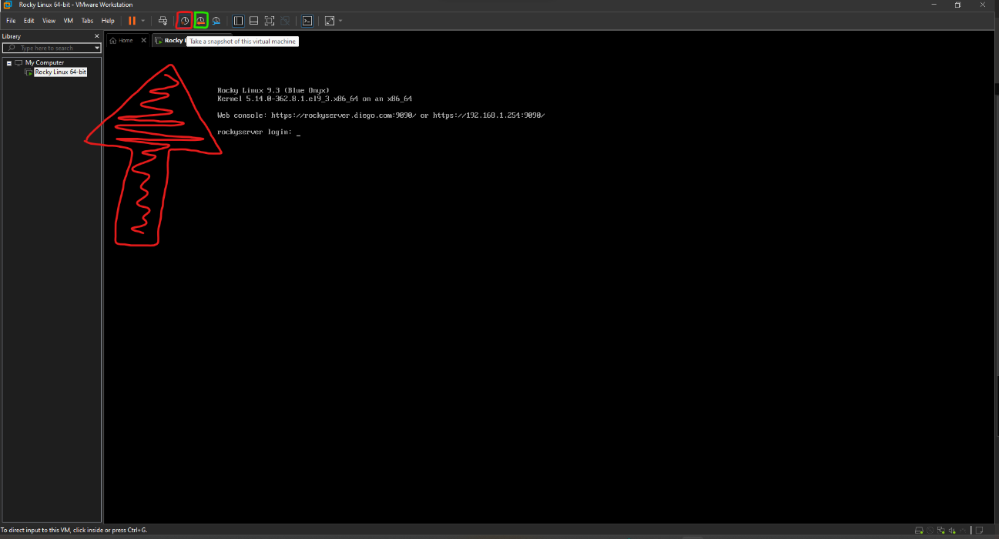 Rocky Linux 64-bit - VMware Workstation
File Edit View VM Tabs Help
Library
Type here to search
My Computer
Rocky Linux 64-bit
Home
Rocky L
Take a snapshot of this virtual machine
Rocky Linux 9.3 (Blue Onyx)
Kernel 5.14.0-362.8.1.el9_3.x86_64 on an x86_64
Web console: https://rockyserver.diego.com:9090/ or https://192.168.1.254:9090/
rockyserver login: _
To direct input to this VM, click inside or press Ctrl+G.